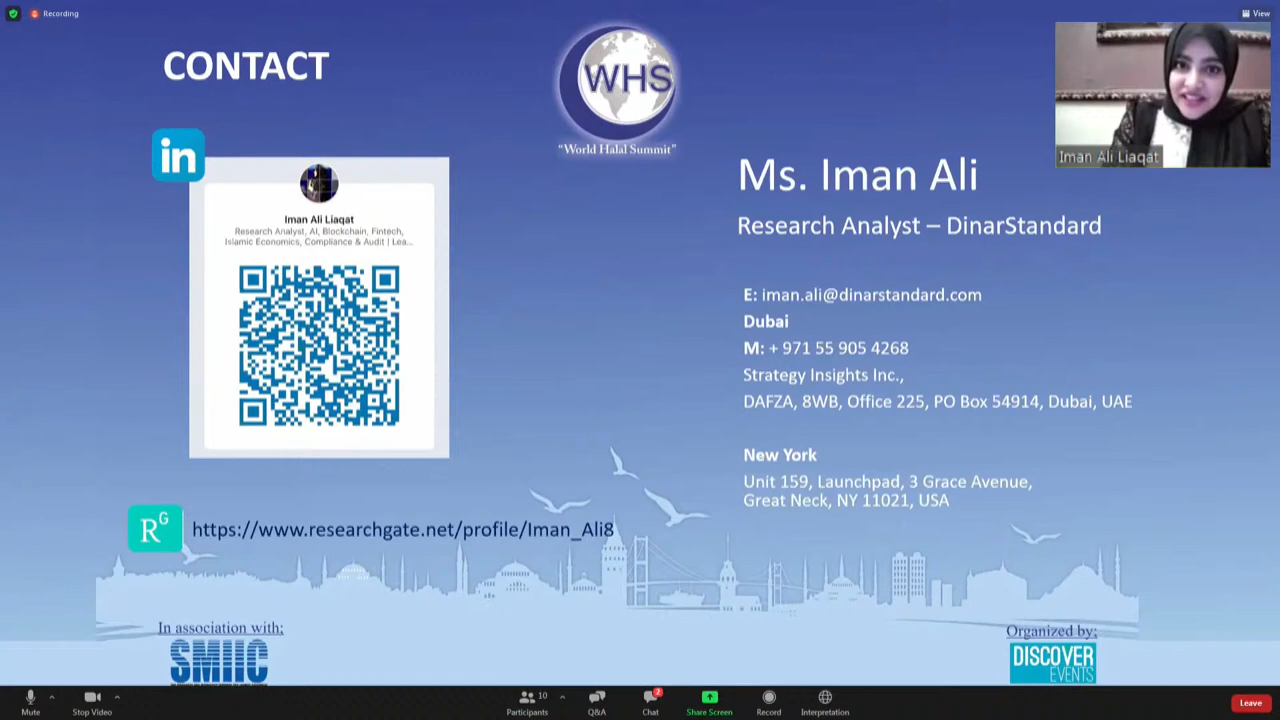 Recording
View
CONTACT
WHS
“World Halal Summit”
Iman Ali Liaqat
in
Ms. Iman Ali
Research Analyst – DinarStandard
Iman Ali Liaqat
Research Analyst, AI, Blockchain, Fintech,
Islamic Economics, Compliance & Audit | Lea...
E: iman.ali@dinarstandard.com
Dubai
M: + 971 55 905 4268
Strategy Insights Inc.,
DAFZA, 8WB, Office 225, PO Box 54914, Dubai, UAE
New York
Unit 159, Launchpad, 3 Grace Avenue,
Great Neck, NY 11021, USA
RG
https://www.researchgate.net/profile/Iman_Ali8
In association with;
SMIIC
Organized by;
DISCOVER
EVENTS
Mute
Stop Video
10
Participants
Q&A
2
Chat
Share Screen
Record
Interpretation
Leave